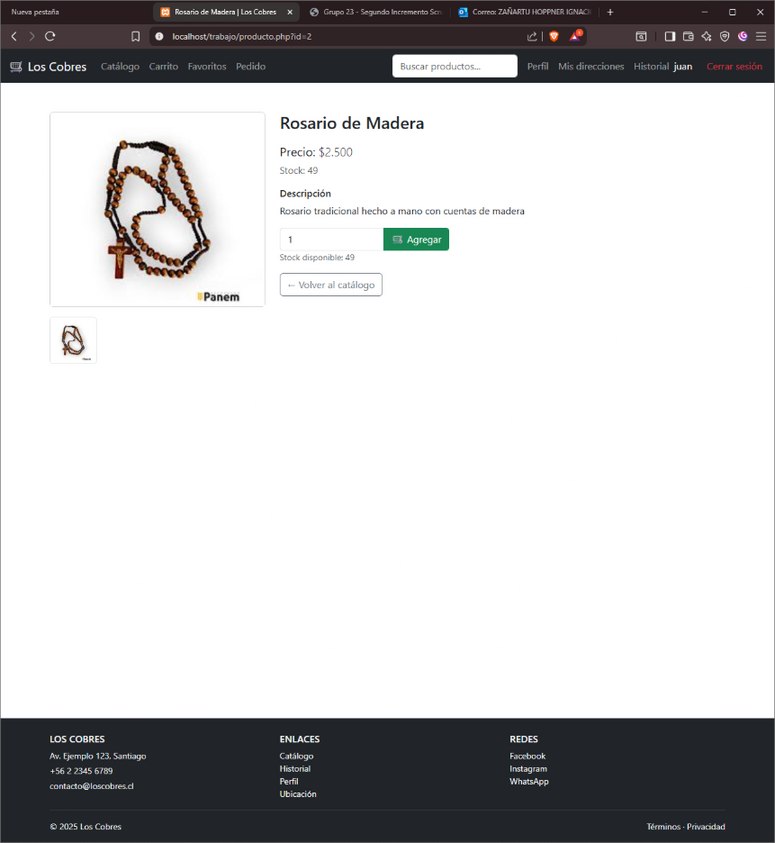 Nueva pestaña
Rosario de Madera | Los Cobres
Grupo 23 - Segundo Incremento Scr
Correo: ZAÑARTU HOPPNER IGNACI
localhost/trabajo/producto.php?id=2
Los Cobres Catálogo Carrito Favoritos Pedido Buscar productos... Perfil Mis direcciones Historial juan Cerrar sesión
Rosario de Madera
Precio: $2.500
Stock: 49
Descripción
Rosario tradicional hecho a mano con cuentas de madera
1 Agregar
Stock disponible: 49
← Volver al catálogo
Panem
LOS COBRES
Av. Ejemplo 123, Santiago
+56 2 2345 6789
contacto@loscobres.cl
ENLACES
Catálogo
Historial
Perfil
Ubicación
REDES
Facebook
Instagram
WhatsApp
© 2025 Los Cobres
Términos · Privacidad